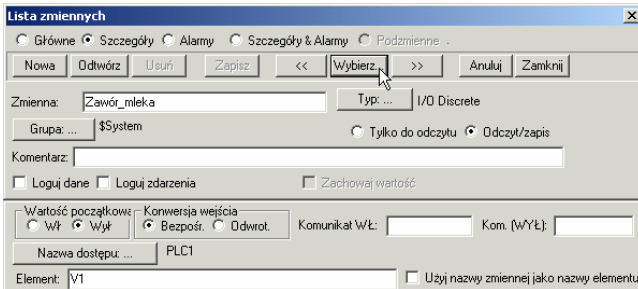 Lista zmiennych
Główne Szczegóły Alarmy Szczegóły & Alarmy Podzmienne .
Nowa Odtwórz Usuń Zapisz << Wybierz... >> Anuluj Zamknij
Zmienna: Zawór_mleka Typ: ... I/O Discrete
Grupa: ... $System Tylko do odczytu Odczyt/zapis
Komentarz:
Loguj dane Loguj zdarzenia Zachowaj wartość
Wartość początkowa Konwersja wejścia
Wł Wył Bezpośr. Odwrot. Komunikat WŁ: Kom. (WYŁ):
Nazwa dostępu: ... PLC1
Element: V1 Użyj nazwy zmiennej jako nazwy elementu